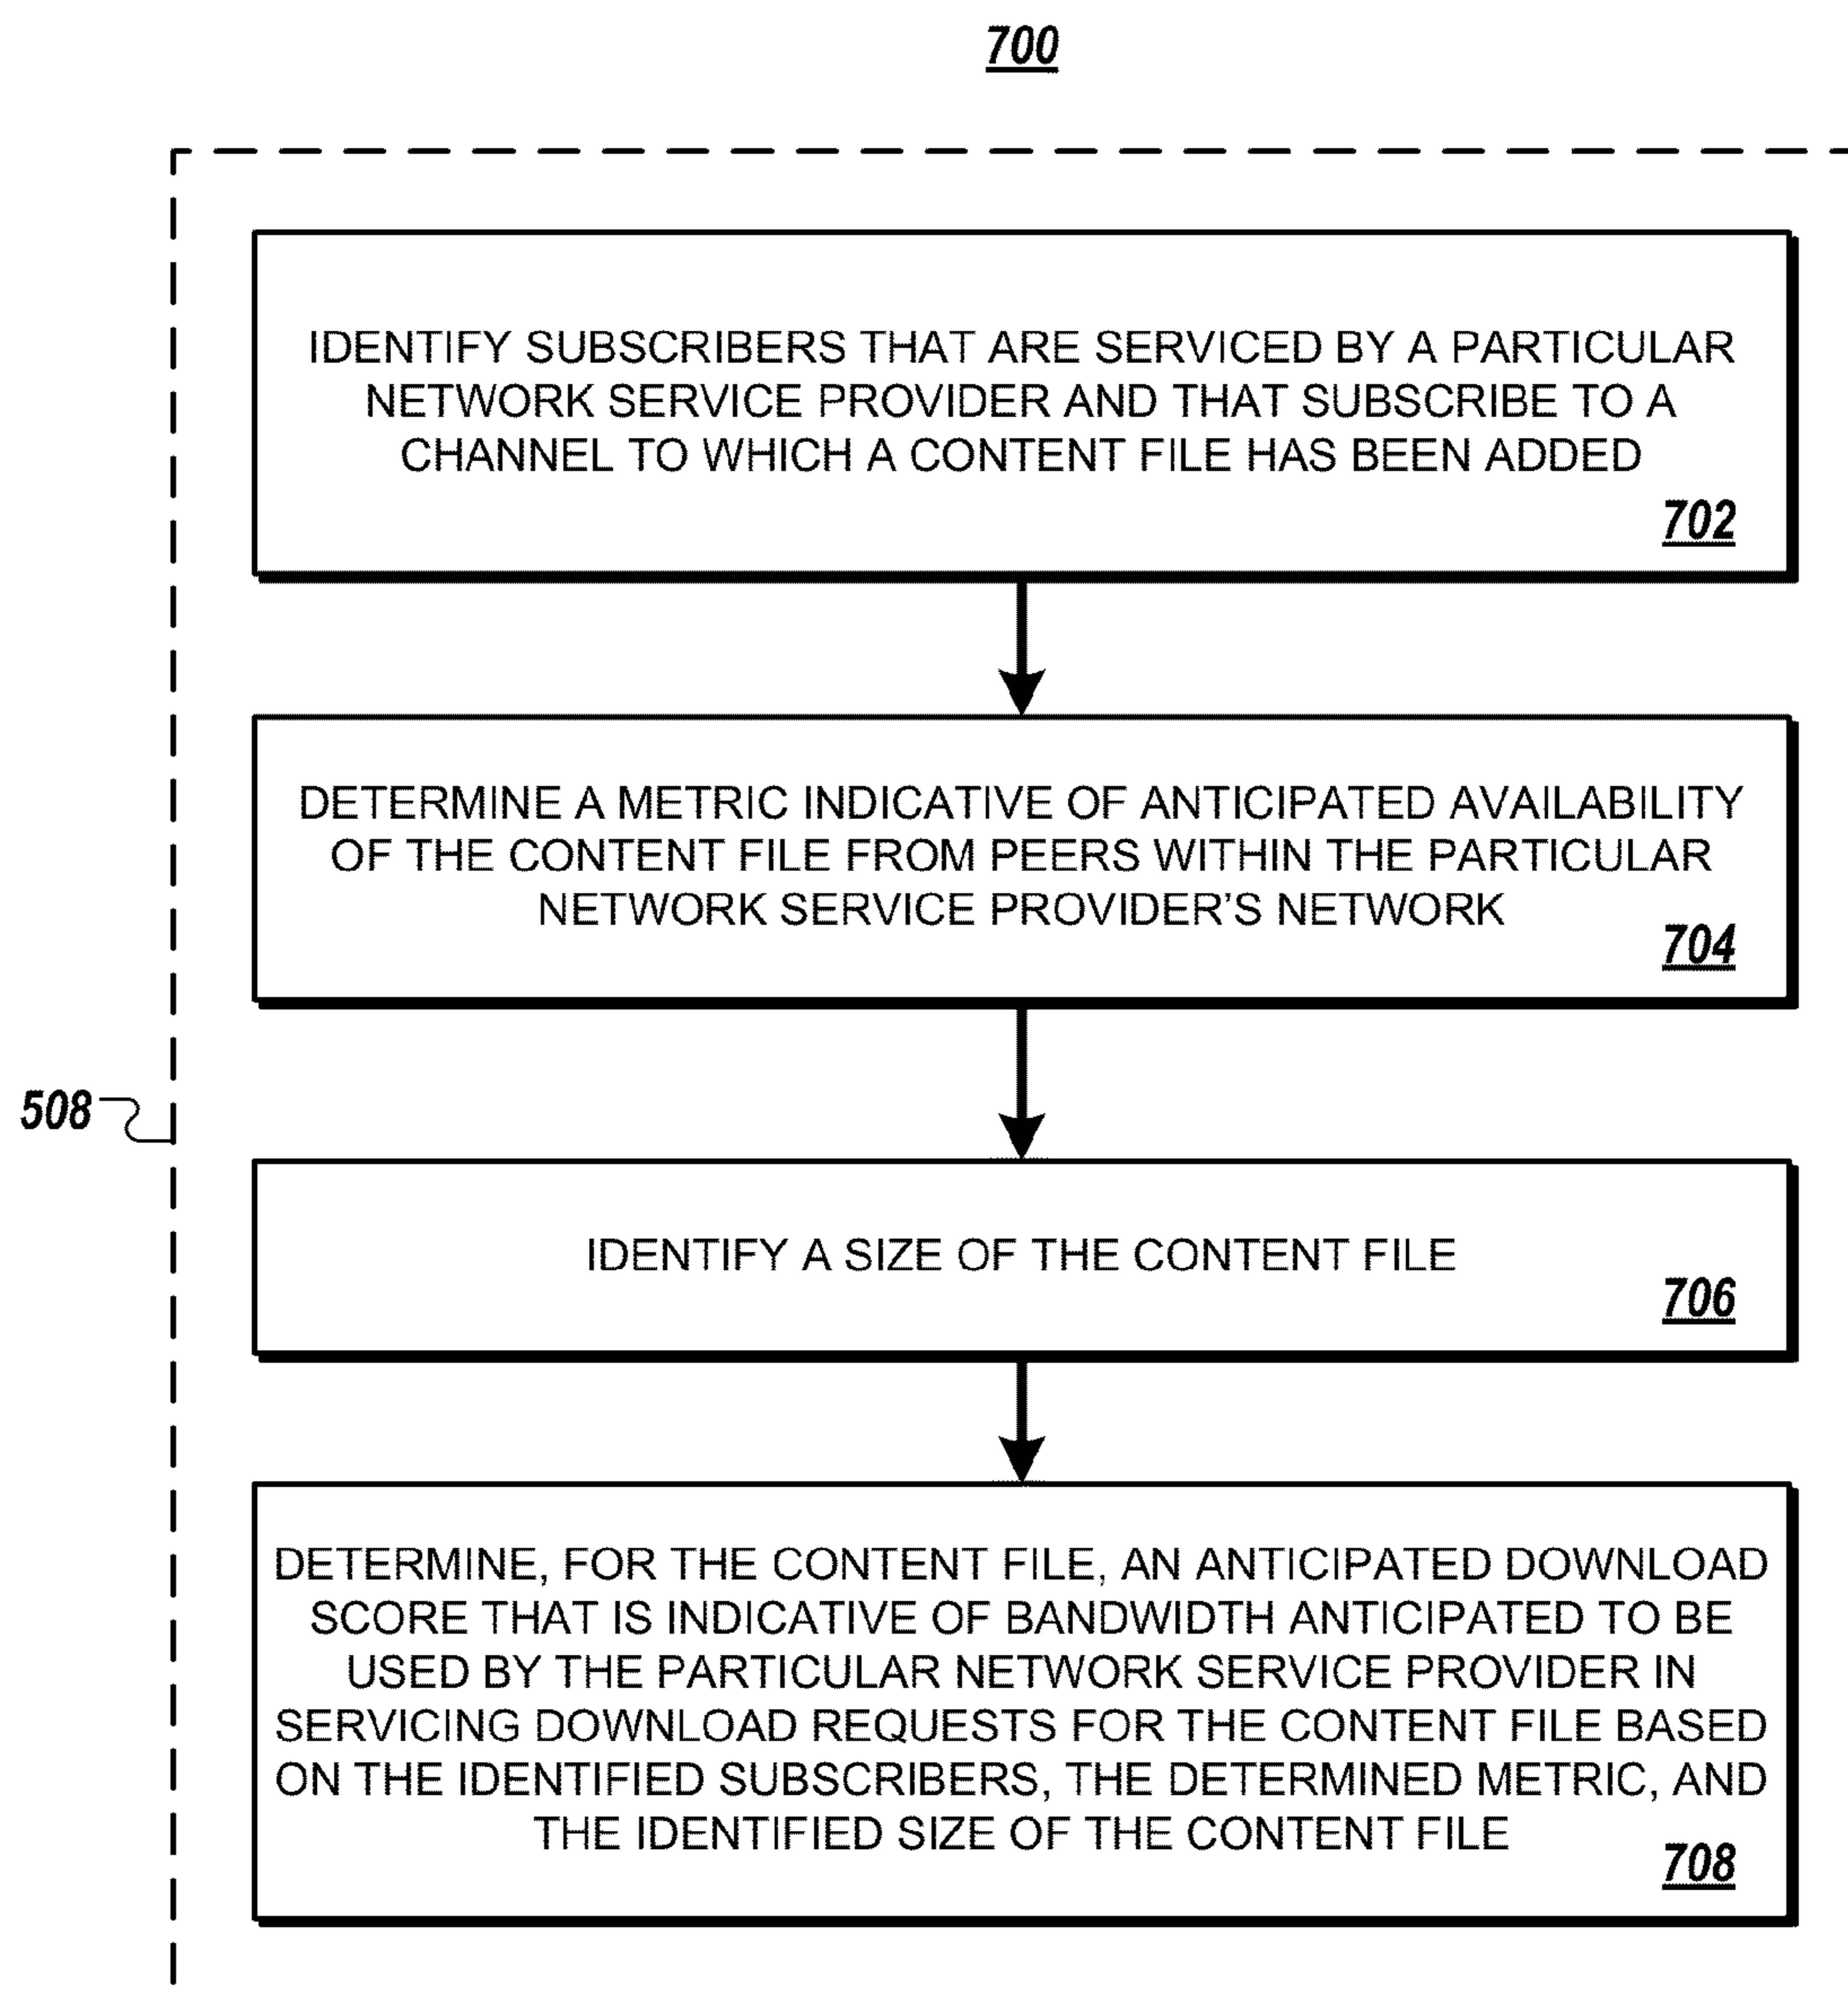 700
IDENTIFY SUBSCRIBERS THAT ARE SERVICED BY A PARTICULAR
NETWORK SERVICE PROVIDER AND THAT SUBSCRIBE TO A
CHANNEL TO WHICH A CONTENT FILE HAS BEEN ADDED
702
DETERMINE A METRIC INDICATIVE OF ANTICIPATED AVAILABILITY
OF THE CONTENT FILE FROM PEERS WITHIN THE PARTICULAR
NETWORK SERVICE PROVIDER'S NETWORK
704
508
IDENTIFY A SIZE OF THE CONTENT FILE
706
DETERMINE, FOR THE CONTENT FILE, AN ANTICIPATED DOWNLOAD
SCORE THAT IS INDICATIVE OF BANDWIDTH ANTICIPATED TO BE
USED BY THE PARTICULAR NETWORK SERVICE PROVIDER IN
SERVICING DOWNLOAD REQUESTS FOR THE CONTENT FILE BASED
ON THE IDENTIFIED SUBSCRIBERS, THE DETERMINED METRIC, AND
THE IDENTIFIED SIZE OF THE CONTENT FILE
708